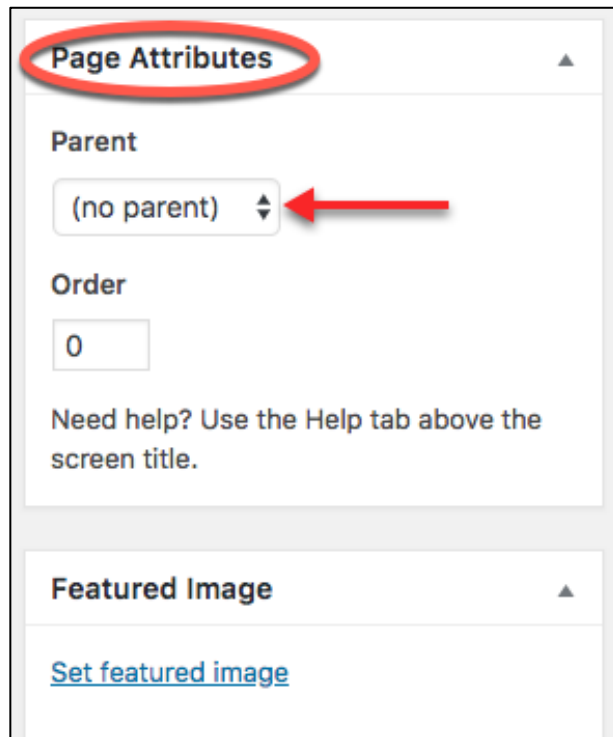 Page Attributes
Parent
(no parent)
Order
0
Need help? Use the Help tab above the
screen title.
Featured Image
Set featured image